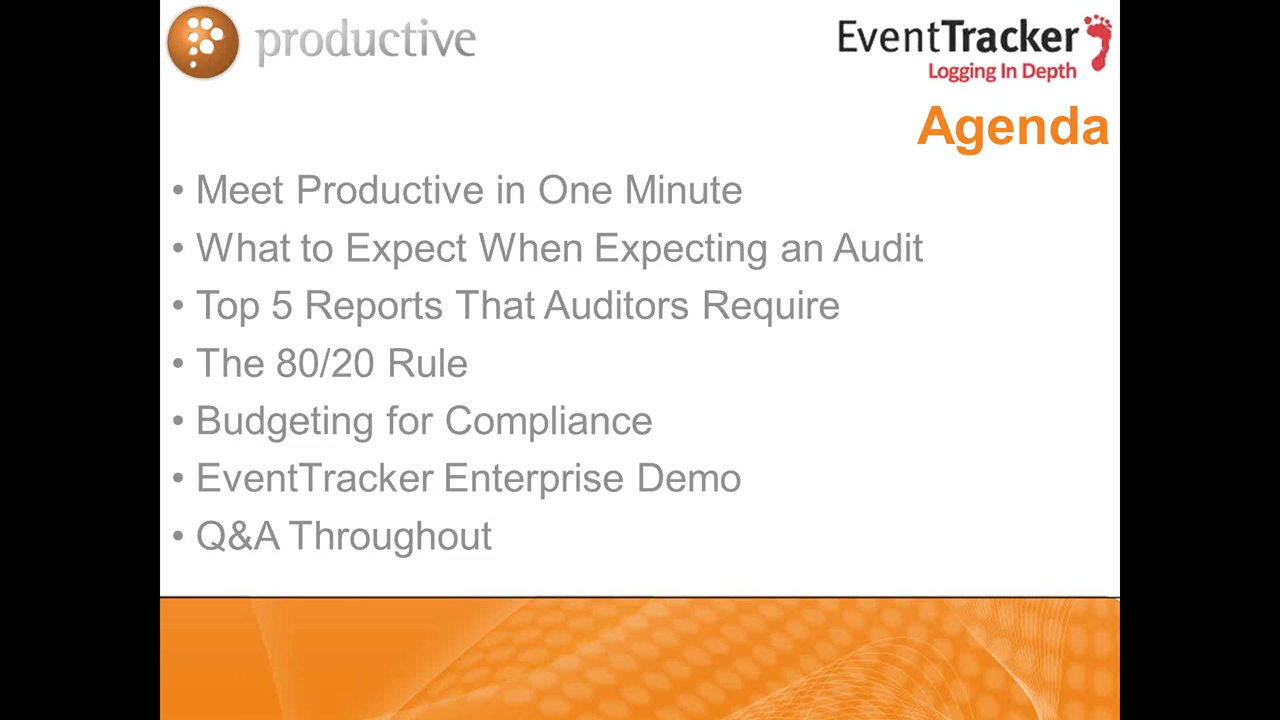 productive
EventTracker
Logging In Depth
Agenda
• Meet Productive in One Minute
• What to Expect When Expecting an Audit
• Top 5 Reports That Auditors Require
• The 80/20 Rule
• Budgeting for Compliance
• EventTracker Enterprise Demo
• Q&A Throughout